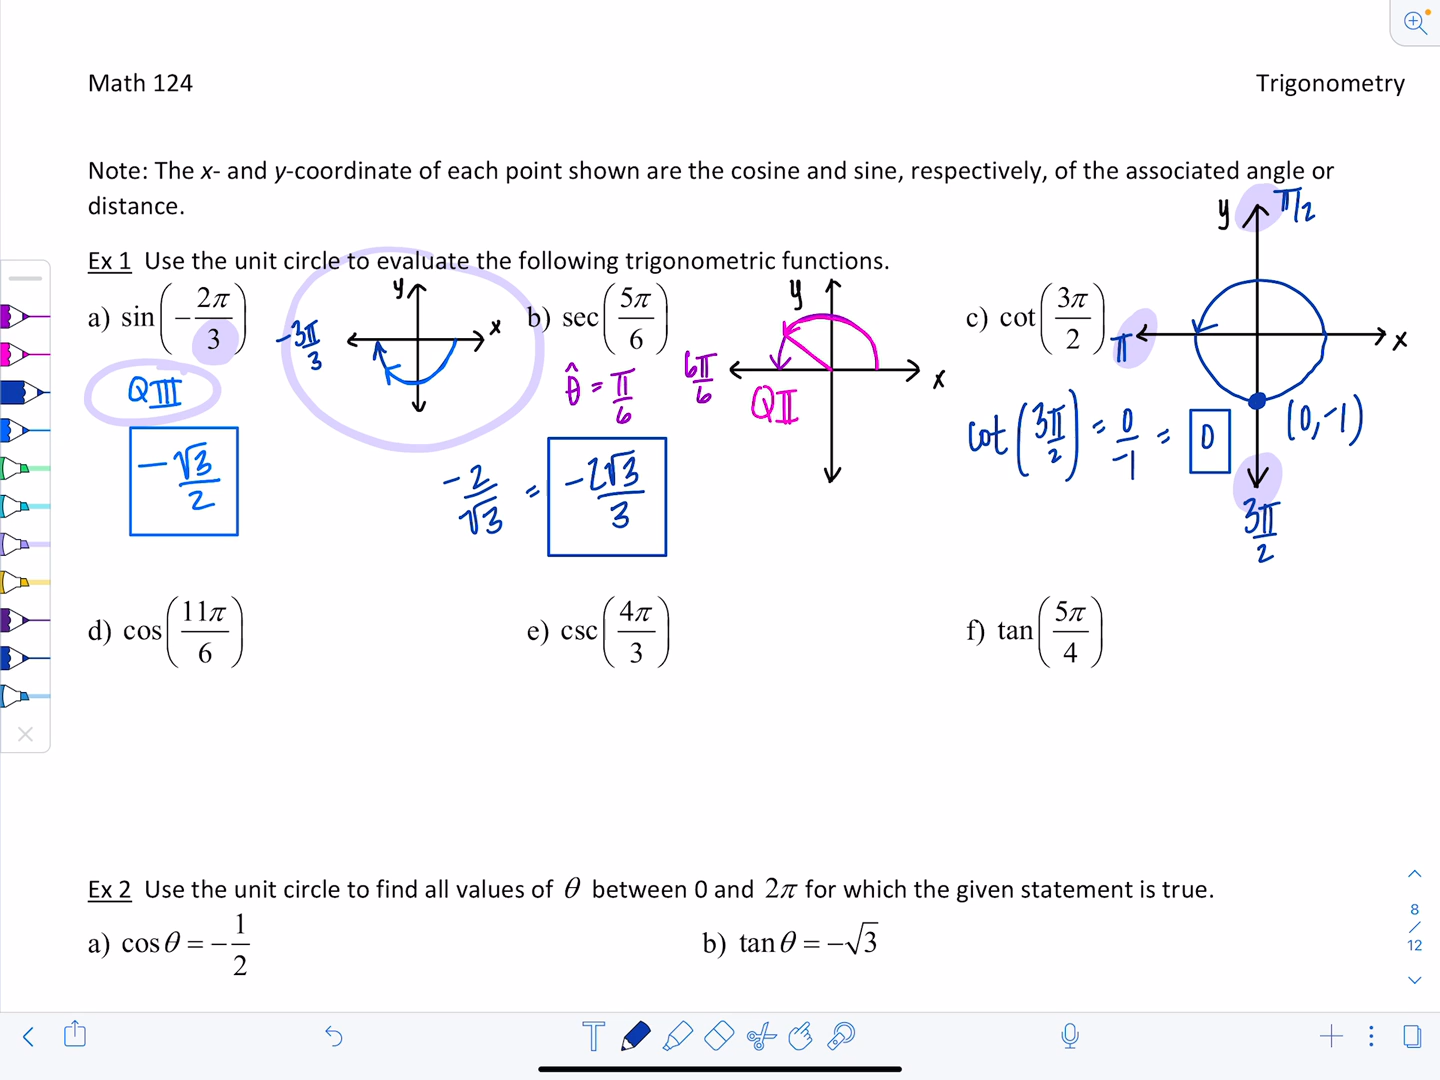 Math 124
Trigonometry
Note: The x- and y-coordinate of each point shown are the cosine and sine, respectively, of the associated angle or
distance.
Ex 1 Use the unit circle to evaluate the following trigonometric functions.
a) sin(-2π/3)
QIII
-√3/2
-3π/3
y
x
b) sec(5π/6)
θ̂ = π/6
6π/6
QII
y
x
-2/√3 = -2√3/3
c) cot(3π/2)
y
π/2
π
x
cot(3π/2) = 0/-1 = 0
(0,-1)
3π/2
d) cos(11π/6)
e) csc(4π/3)
f) tan(5π/4)
Ex 2 Use the unit circle to find all values of θ between 0 and 2π for which the given statement is true.
a) cosθ = -1/2
b) tanθ = -√3
8
/
12
T